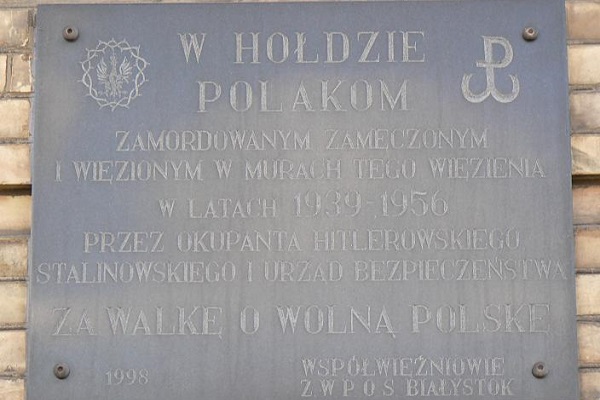 W HOŁDZIE
POLAKOM
ZAMORDOWANYM ZAMĘCZONYM
I WIĘZIONYM W MURACH TEGO WIĘZIENIA
W LATACH 1939-1956
PRZEZ OKUPANTA HITLEROWSKIEGO
STALINOWSKIEGO I URZĄD BEZPIECZEŃSTWA
ZA WALKĘ O WOLNĄ POLSKĘ
1998 WSPÓŁWIĘŹNIOWIE
Z W P O S BIAŁYSTOK